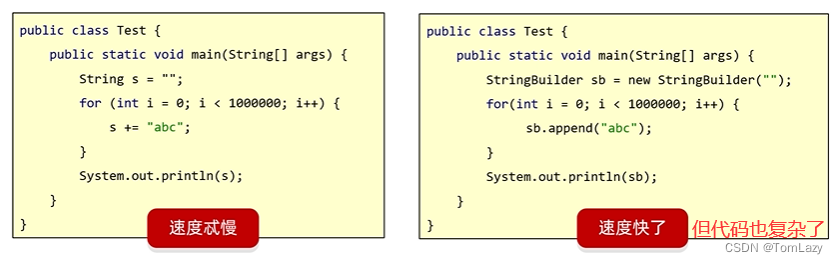 public class Test {
public static void main(String[] args) {
String s = "";
for (int i = 0; i < 1000000; i++) {
s += "abc";
}
System.out.println(s);
}
}
速度忒慢
public class Test {
public static void main(String[] args) {
StringBuilder sb = new StringBuilder("");
for(int i = 0; i < 1000000; i++) {
sb.append("abc");
}
System.out.println(sb);
}
}
速度快了
但代码也复杂了
CSDN @TomLazy